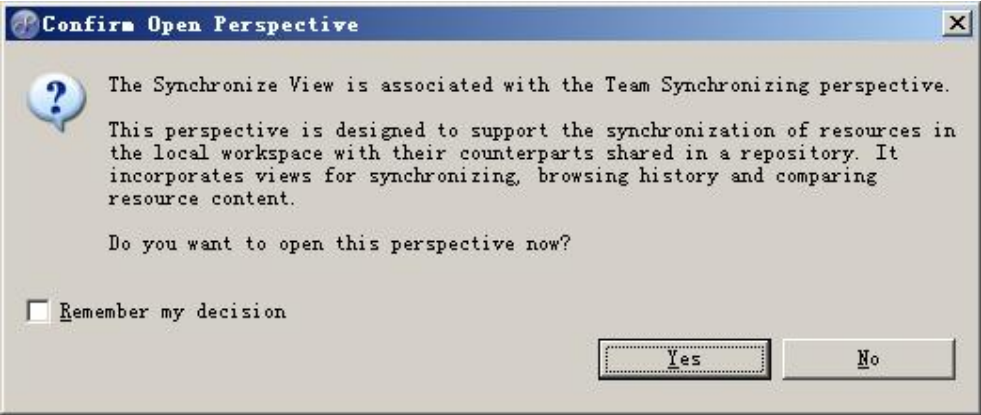 Confirm Open Perspective
The Synchronize View is associated with the Team Synchronizing perspective.
This perspective is designed to support the synchronization of resources in
the local workspace with their counterparts shared in a repository. It
incorporates views for synchronizing, browsing history and comparing
resource content.
Do you want to open this perspective now?
Remember my decision
Yes
No